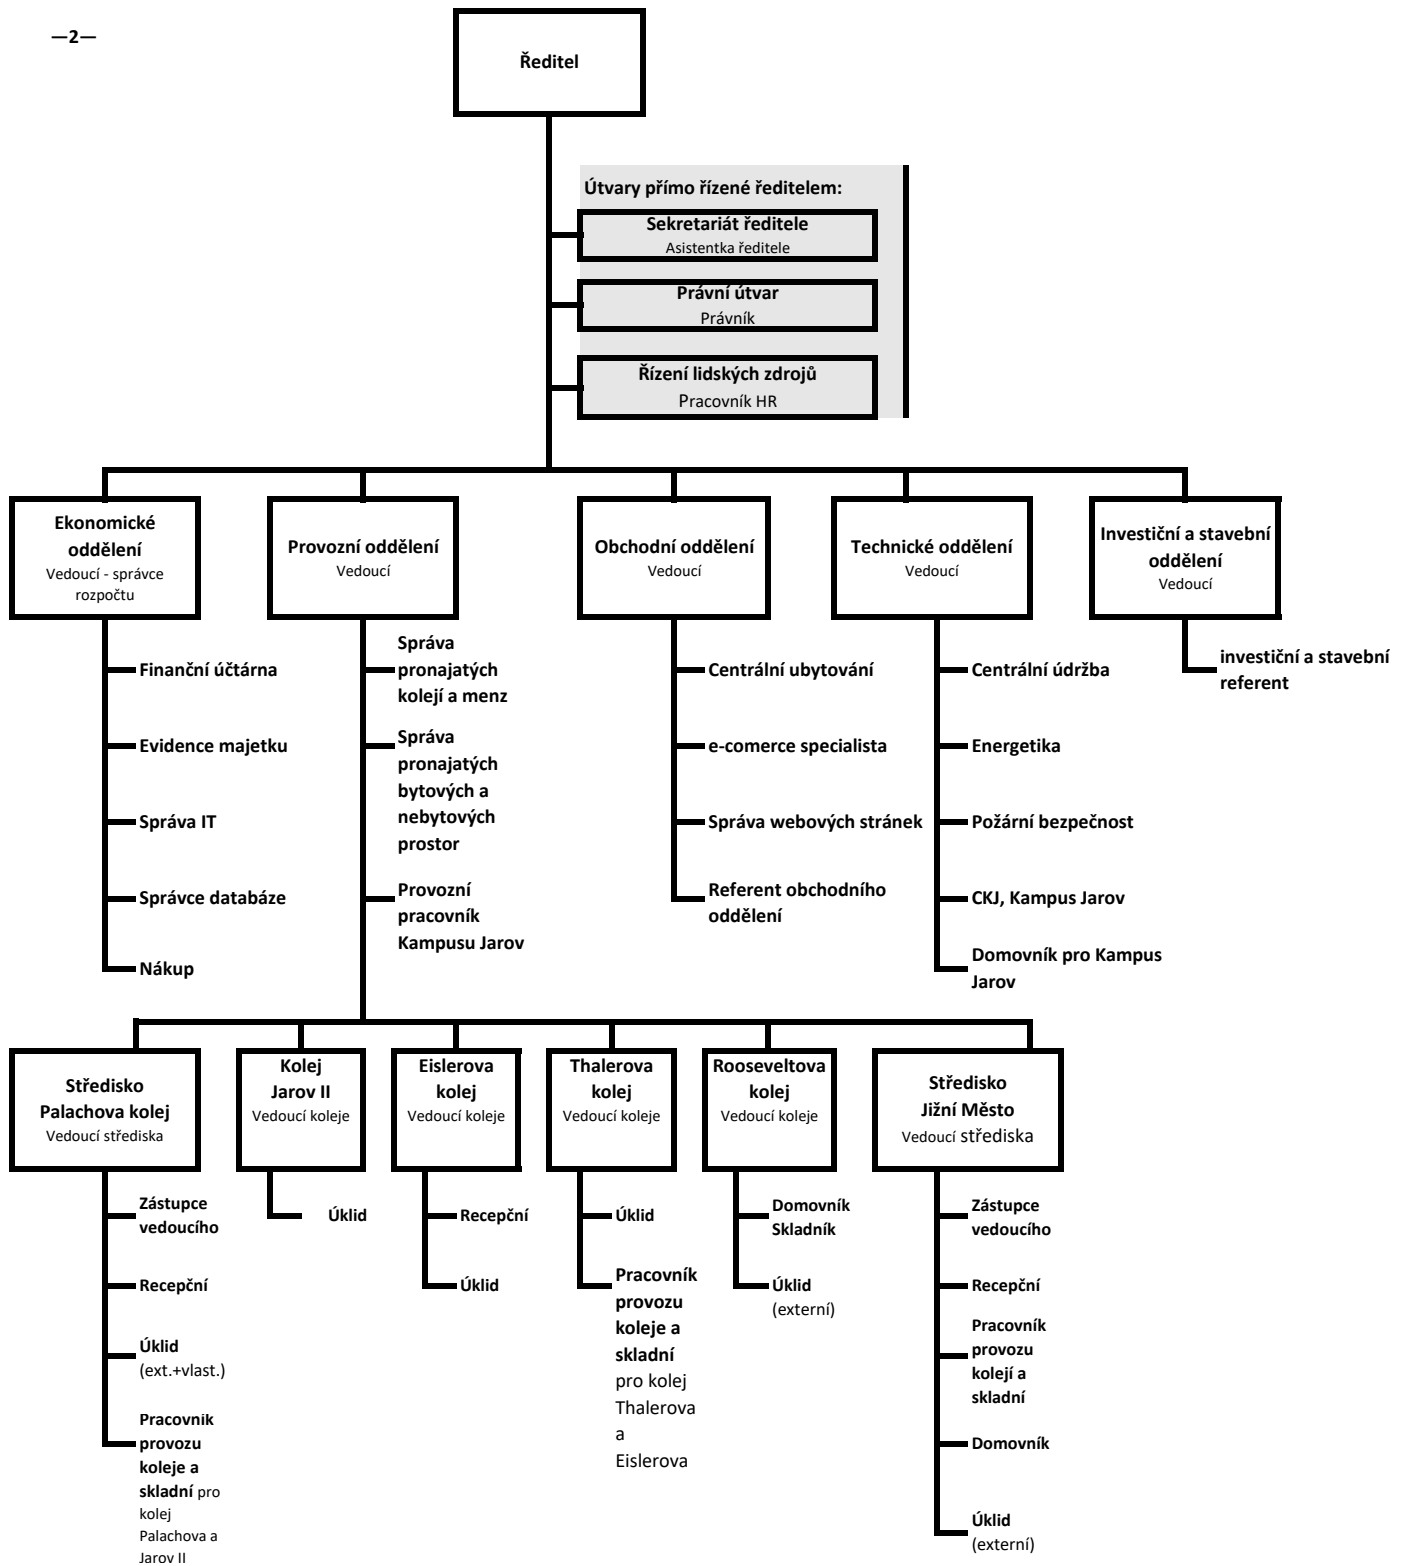 —2—
Ředitel
Útvary přímo řízené ředitelem:
Sekretariát ředitele
Asistentka ředitele
Právní útvar
Právník
Řízení lidských zdrojů
Pracovník HR
Ekonomické
oddělení
Vedoucí - správce
rozpočtu
Provozní oddělení
Vedoucí
Obchodní oddělení
Vedoucí
Technické oddělení
Vedoucí
Investiční a stavební
oddělení
Vedoucí
Finanční účtárna
Evidence majetku
Správa IT
Správce databáze
Nákup
Správa
pronajatých
kolejí a menz
Správa
pronajatých
bytových a
nebytových
prostor
Provozní
pracovník
Kampusu Jarov
Centrální ubytování
e-comerce specialista
Správa webových stránek
Referent obchodního
oddělení
Centrální údržba
Energetika
Požární bezpečnost
CKJ, Kampus Jarov
Domovník pro Kampus
Jarov
investiční a stavební
referent
Středisko
Palachova kolej
Vedoucí střediska
Kolej
Jarov II
Vedoucí koleje
Eislerova
kolej
Vedoucí koleje
Thalerova
kolej
Vedoucí koleje
Rooseveltova
kolej
Vedoucí koleje
Středisko
Jižní Město
Vedoucí střediska
Zástupce
vedoucího
Recepční
Úklid
(ext.+vlast.)
Pracovník
provozu
koleje a
skladní pro
kolej
Palachova a
Jarov II
Úklid
Recepční
Úklid
Úklid
Pracovník
provozu
koleje a
skladní
pro kolej
Thalerova
a
Eislerova
Domovník
Skladník
Úklid
(externí)
Zástupce
vedoucího
Recepční
Pracovník
provozu
kolejí a
skladní
Domovník
Úklid
(externí)